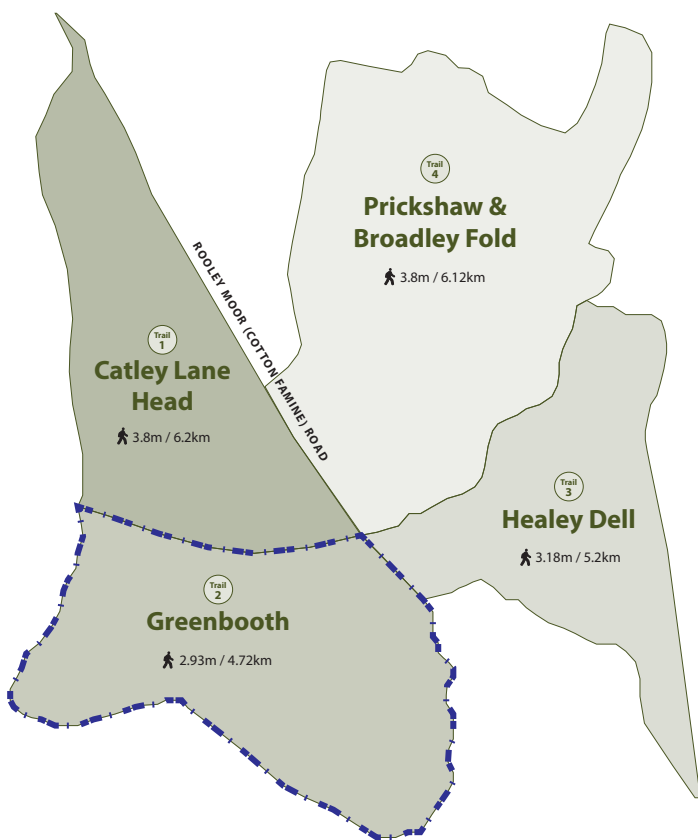 Trail
4
Prickshaw &
Broadley Fold
3.8m / 6.12km
ROOLEY MOOR (COTTON FAMINE) ROAD
Trail
1
Catley Lane
Head
3.8m / 6.2km
Trail
3
Healey Dell
3.18m / 5.2km
Trail
2
Greenbooth
2.93m / 4.72km